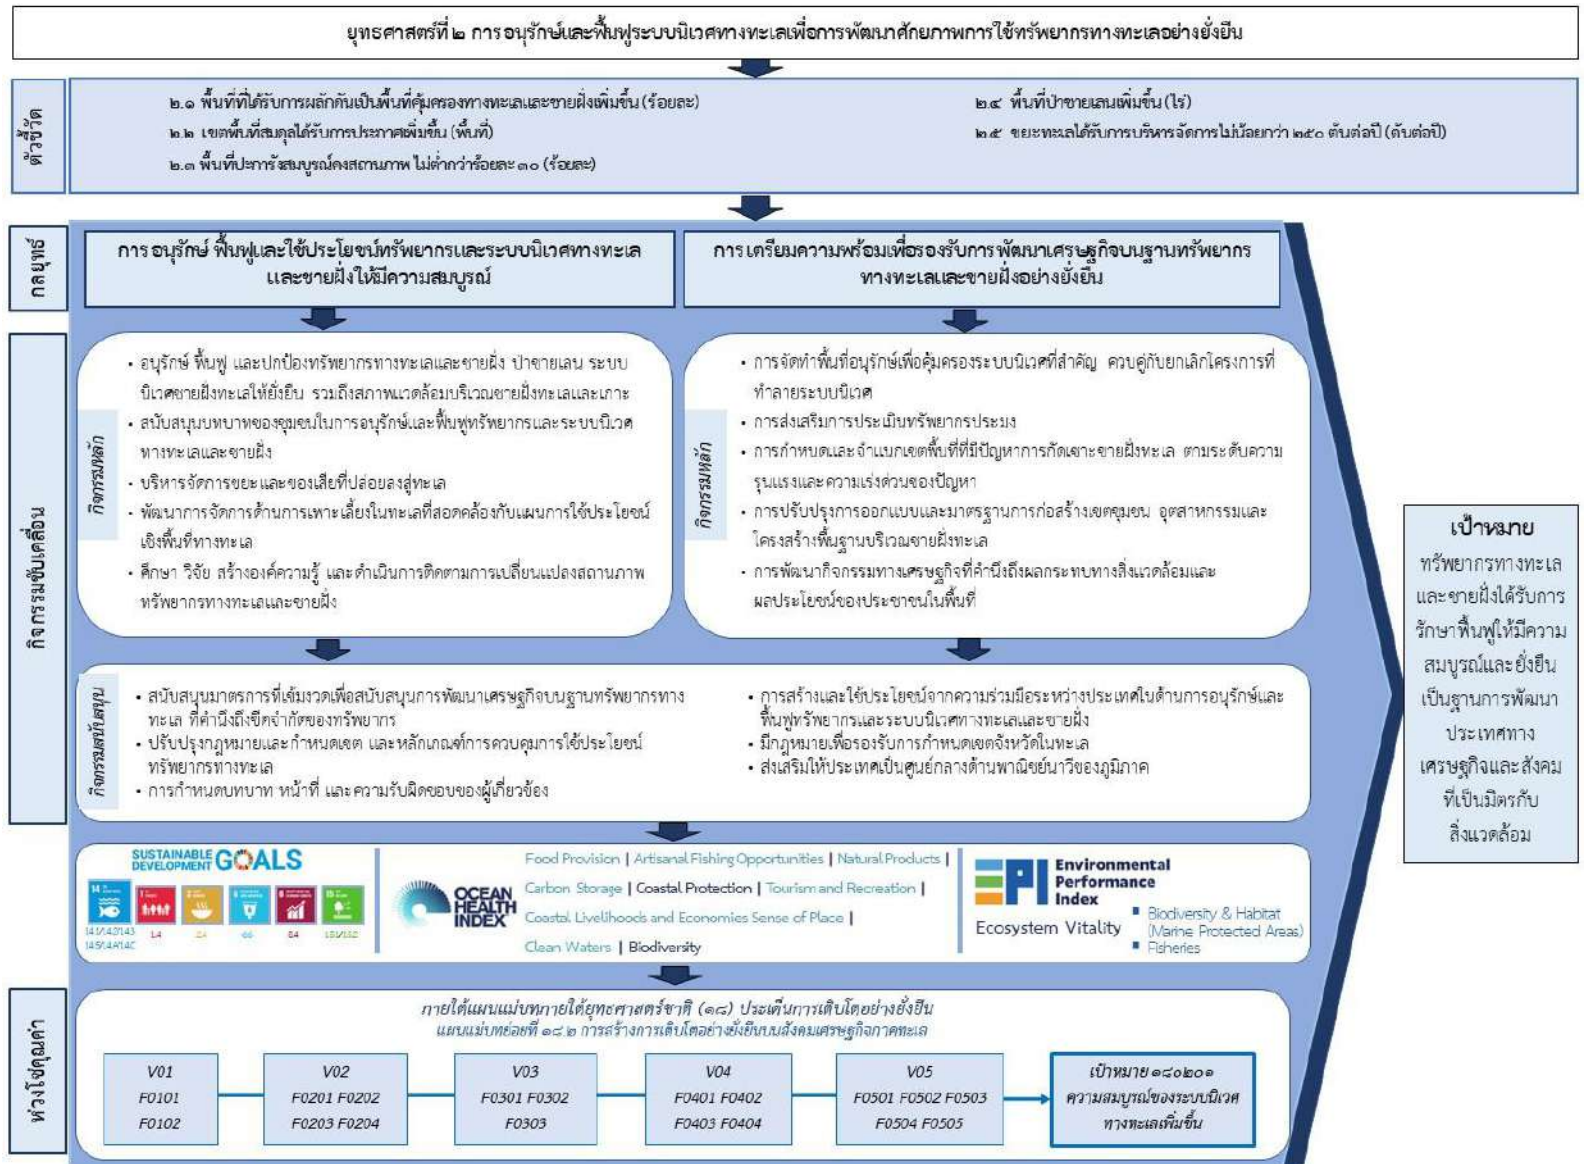 ยุทธศาสตร์ที่ ๒ การอนุรักษ์และฟื้นฟูระบบนิเวศทางทะเลเพื่อการพัฒนาศักยภาพการใช้ทรัพยากรทางทะเลอย่างยั่งยืน
ตัวชี้วัด
๒.๑ พื้นที่ที่ได้รับการผลักดันเป็นพื้นที่คุ้มครองทางทะเลและชายฝั่งเพิ่มขึ้น (ร้อยละ)
๒.๒ เขตพื้นที่สมดุลได้รับการประกาศเพิ่มขึ้น (พื้นที่)
๒.๓ พื้นที่ปะการังสมบูรณ์คงสถานภาพ ไม่ต่ำกว่าร้อยละ ๓๐ (ร้อยละ)
๒.๔ พื้นที่ป่าชายเลนเพิ่มขึ้น (ไร่)
๒.๕ ขยะทะเลได้รับการบริหารจัดการไม่น้อยกว่า ๒๕๐ ตันต่อปี (ตันต่อปี)
กลยุทธ์
การอนุรักษ์ ฟื้นฟูและใช้ประโยชน์ทรัพยากรและระบบนิเวศทางทะเล
และชายฝั่งให้มีความสมบูรณ์
การเตรียมความพร้อมเพื่อรองรับการพัฒนาเศรษฐกิจบนฐานทรัพยากร
ทางทะเลและชายฝั่งอย่างยั่งยืน
กิจกรรมขับเคลื่อน
กิจกรรมหลัก
• อนุรักษ์ ฟื้นฟู และปกป้องทรัพยากรทางทะเลและชายฝั่ง ป่าชายเลน ระบบ
นิเวศชายฝั่งทะเลให้ยั่งยืน รวมถึงสภาพแวดล้อมบริเวณชายฝั่งทะเลและเกาะ
• สนับสนุนบทบาทของชุมชนในการอนุรักษ์และฟื้นฟูทรัพยากรและระบบนิเวศ
ทางทะเลและชายฝั่ง
• บริหารจัดการขยะและของเสียที่ปล่อยลงสู่ทะเล
• พัฒนาการจัดการด้านการเพาะเลี้ยงในทะเลที่สอดคล้องกับแผนการใช้ประโยชน์
เชิงพื้นที่ทางทะเล
• ศึกษา วิจัย สร้างองค์ความรู้ และดำเนินการติดตามการเปลี่ยนแปลงสถานภาพ
ทรัพยากรทางทะเลและชายฝั่ง
กิจกรรมหลัก
• การจัดทำพื้นที่อนุรักษ์เพื่อคุ้มครองระบบนิเวศที่สำคัญ ควบคู่กับยกเลิกโครงการที่
ทำลายระบบนิเวศ
• การส่งเสริมการประเมินทรัพยากรประมง
• การกำหนดและจำแนกเขตพื้นที่ที่มีปัญหาการกัดเซาะชายฝั่งทะเล ตามระดับความ
รุนแรงและความเร่งด่วนของปัญหา
• การปรับปรุงการออกแบบและมาตรฐานการก่อสร้างเขตชุมชน อุตสาหกรรมและ
โครงสร้างพื้นฐานบริเวณชายฝั่งทะเล
• การพัฒนากิจกรรมทางเศรษฐกิจที่คำนึงถึงผลกระทบทางสิ่งแวดล้อมและ
ผลประโยชน์ของประชาชนในพื้นที่
กิจกรรมสนับสนุน
• สนับสนุนมาตรการที่เข้มงวดเพื่อสนับสนุนการพัฒนาเศรษฐกิจบนฐานทรัพยากรทาง
ทะเล ที่คำนึงถึงขีดจำกัดของทรัพยากร
• ปรับปรุงกฎหมายและกำหนดเขต และหลักเกณฑ์การควบคุมการใช้ประโยชน์
ทรัพยากรทางทะเล
• การกำหนดบทบาท หน้าที่ และความรับผิดชอบของผู้เกี่ยวข้อง
• การสร้างและใช้ประโยชน์จากความร่วมมือระหว่างประเทศในด้านการอนุรักษ์และ
ฟื้นฟูทรัพยากรและระบบนิเวศทางทะเลและชายฝั่ง
• มีกฎหมายเพื่อรองรับการกำหนดเขตจังหวัดในทะเล
• ส่งเสริมให้ประเทศเป็นศูนย์กลางด้านพาณิชย์นาวีของภูมิภาค
เป้าหมาย
ทรัพยากรทางทะเล
และชายฝั่งได้รับการ
รักษาฟื้นฟูให้มีความ
สมบูรณ์และยั่งยืน
เป็นฐานการพัฒนา
ประเทศทาง
เศรษฐกิจและสังคม
ที่เป็นมิตรกับ
สิ่งแวดล้อม
SUSTAINABLE DEVELOPMENT GOALS
14
1.4
2.4
6.6
8.4
OCEAN HEALTH INDEX
Food Provision | Artisanal Fishing Opportunities | Natural Products |
Carbon Storage | Coastal Protection | Tourism and Recreation |
Coastal Livelihoods and Economies Sense of Place |
Clean Waters | Biodiversity
EPI Environmental Performance Index
Ecosystem Vitality
▪ Biodiversity & Habitat
(Marine Protected Areas)
▪ Fisheries
ห่วงโซ่คุณค่า
ภายใต้แผนแม่บทภายใต้ยุทธศาสตร์ชาติ (๑๘) ประเด็นการเติบโตอย่างยั่งยืน
แผนแม่บทย่อยที่ ๑๘.๒ การสร้างการเติบโตอย่างยั่งยืนบนสังคมเศรษฐกิจภาคทะเล
V01
F0101
F0102
V02
F0201 F0202
F0203 F0204
V03
F0301 F0302
F0303
V04
F0401 F0402
F0403 F0404
V05
F0501 F0502 F0503
F0504 F0505
เป้าหมาย ๑๘๐๒๐๑
ความสมบูรณ์ของระบบนิเวศ
ทางทะเลเพิ่มขึ้น